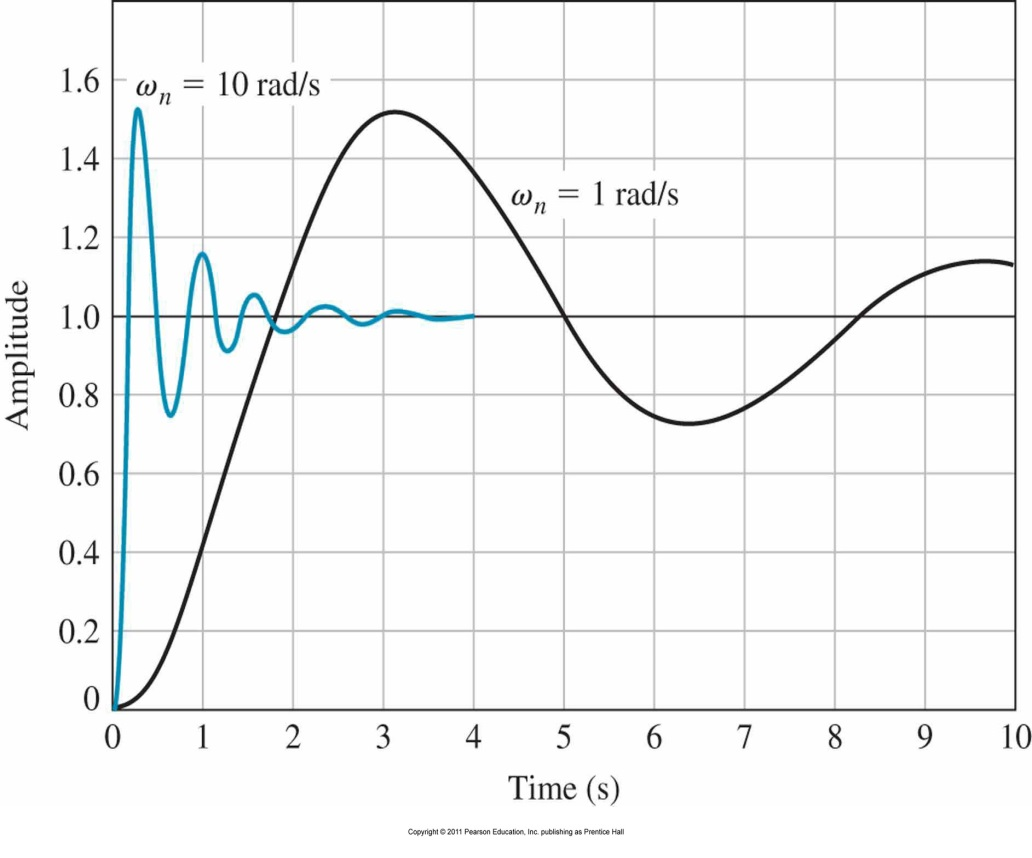 ωn = 10 rad/s
ωn = 1 rad/s
Amplitude
1.6
1.4
1.2
1.0
0.8
0.6
0.4
0.2
0
0 1 2 3 4 5 6 7 8 9 10
Time (s)
Copyright © 2011 Pearson Education, Inc. publishing as Prentice Hall